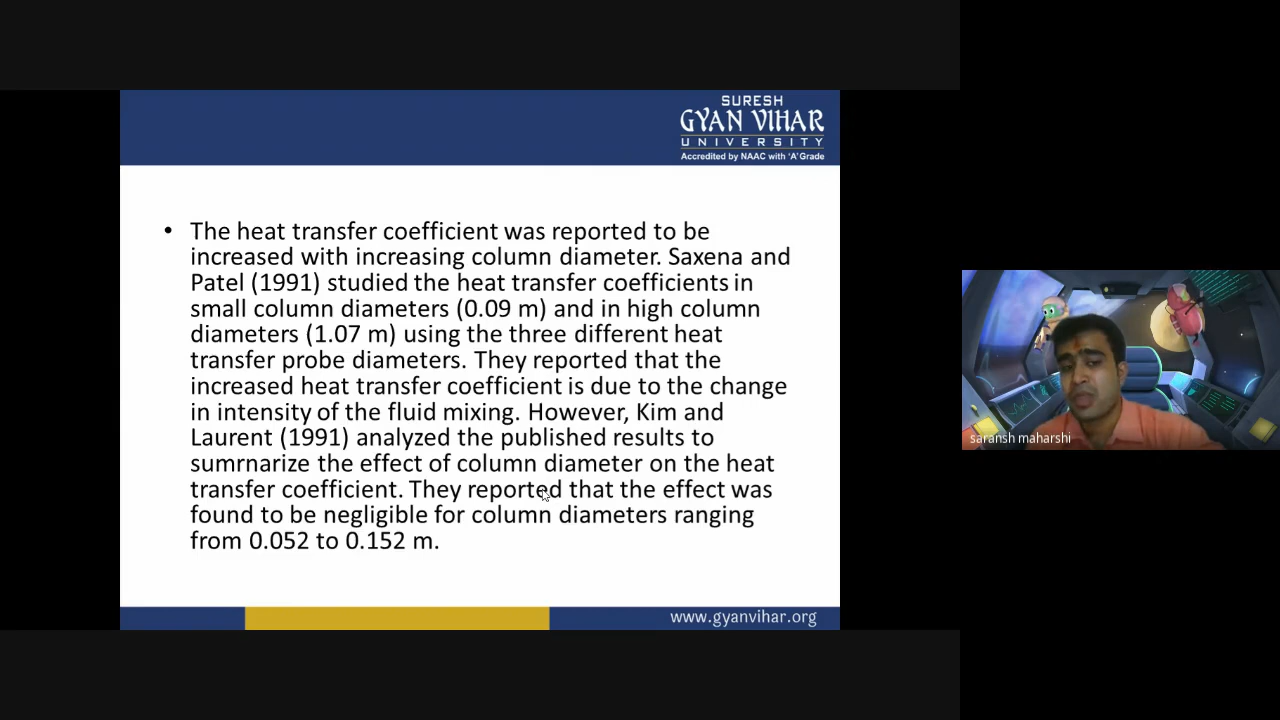 SURESH
GYAN VIHAR
UNIVERSITY
Accredited by NAAC with 'A' Grade
• The heat transfer coefficient was reported to be
increased with increasing column diameter. Saxena and
Patel (1991) studied the heat transfer coefficients in
small column diameters (0.09 m) and in high column
diameters (1.07 m) using the three different heat
transfer probe diameters. They reported that the
increased heat transfer coefficient is due to the change
in intensity of the fluid mixing. However, Kim and
Laurent (1991) analyzed the published results to
sumrnarize the effect of column diameter on the heat
transfer coefficient. They reported that the effect was
found to be negligible for column diameters ranging
from 0.052 to 0.152 m.
www.gyanvihar.org
saransh maharshi